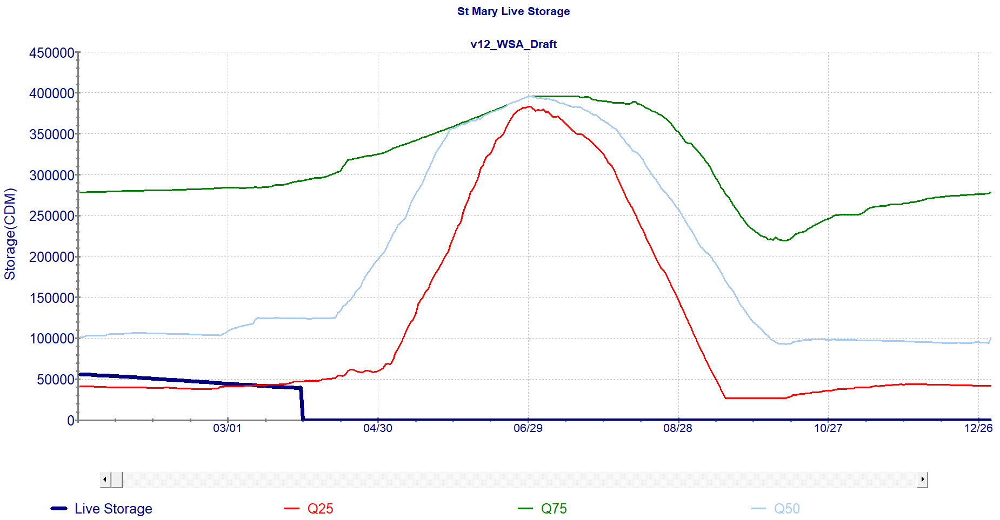 St Mary Live Storage
v12_WSA_Draft
Storage(CDM)
450000
400000
350000
300000
250000
200000
150000
100000
50000
0
03/01 04/30 06/29 08/28 10/27 12/26
Live Storage Q25 Q75 Q50